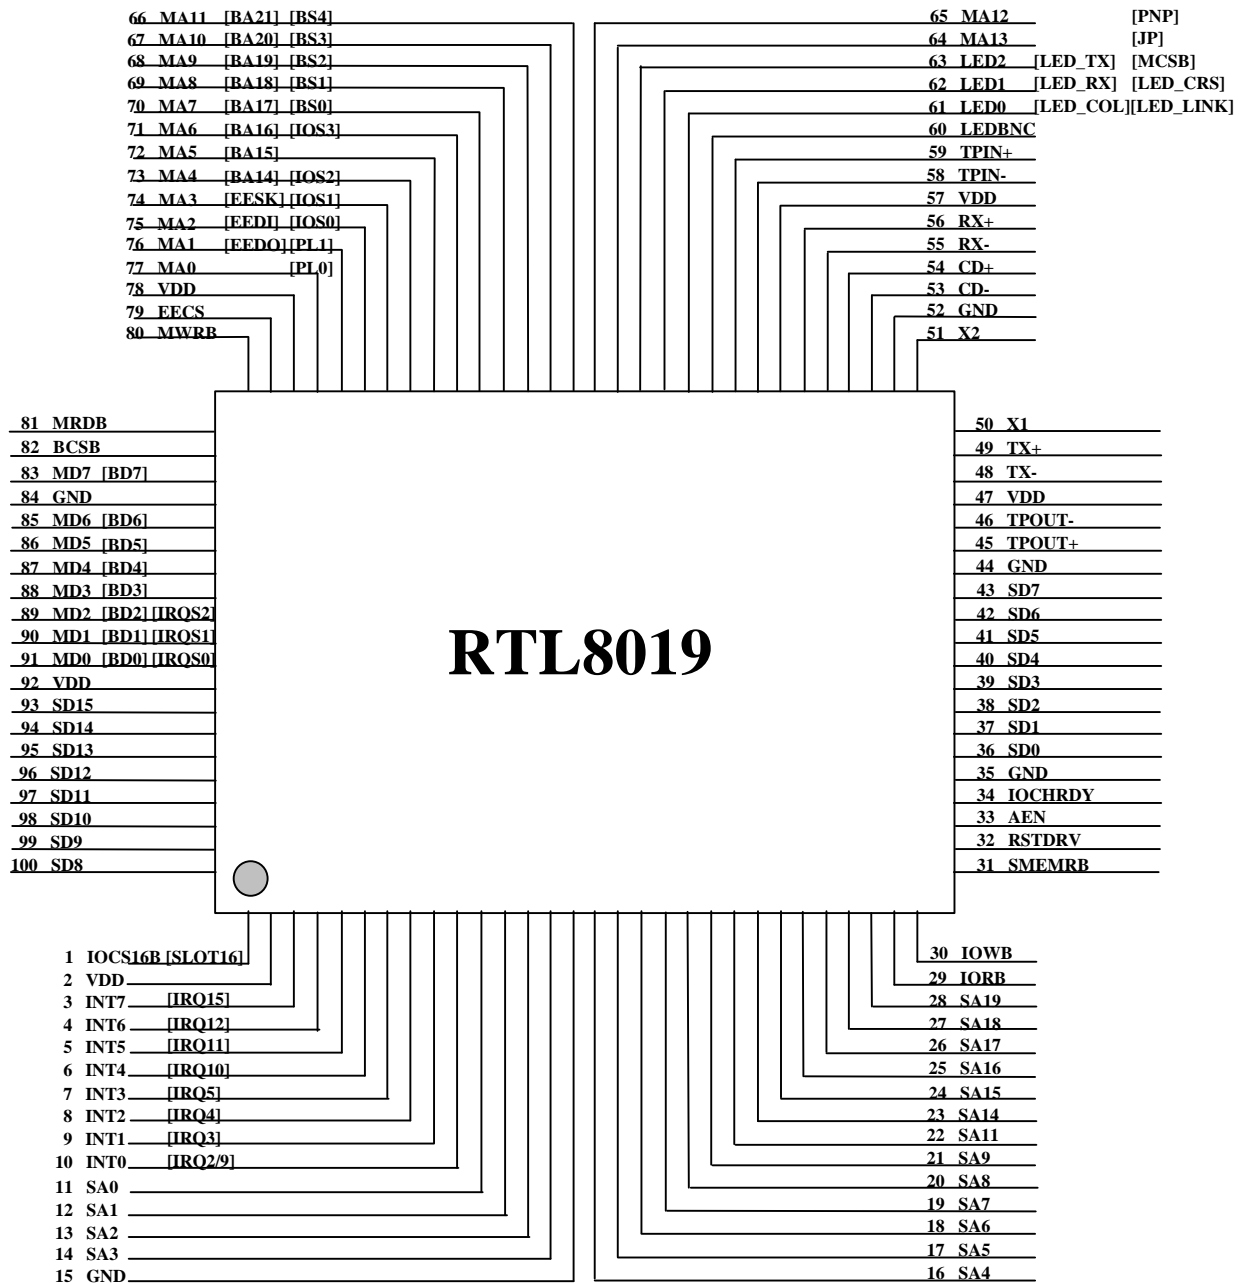 66 MA11 [BA21] [BS4]
67 MA10 [BA20] [BS3]
68 MA9 [BA19] [BS2]
69 MA8 [BA18] [BS1]
70 MA7 [BA17] [BS0]
71 MA6 [BA16] [IOS3]
72 MA5 [BA15]
73 MA4 [BA14] [IOS2]
74 MA3 [EESK] [IOS1]
75 MA2 [EEDI] [IOS0]
76 MA1 [EEDO] [PL1]
77 MA0 [PL0]
78 VDD
79 EECS
80 MWRB
65 MA12 [PNP]
64 MA13 [JP]
63 LED2 [LED_TX] [MCSB]
62 LED1 [LED_RX] [LED_CRS]
61 LED0 [LED_COL][LED_LINK]
60 LEDBNC
59 TPIN+
58 TPIN-
57 VDD
56 RX+
55 RX-
54 CD+
53 CD-
52 GND
51 X2
81 MRDB
82 BCSB
83 MD7 [BD7]
84 GND
85 MD6 [BD6]
86 MD5 [BD5]
87 MD4 [BD4]
88 MD3 [BD3]
89 MD2 [BD2] [IRQS2]
90 MD1 [BD1] [IRQS1]
91 MD0 [BD0] [IRQS0]
92 VDD
93 SD15
94 SD14
95 SD13
96 SD12
97 SD11
98 SD10
99 SD9
100 SD8
RTL8019
50 X1
49 TX+
48 TX-
47 VDD
46 TPOUT-
45 TPOUT+
44 GND
43 SD7
42 SD6
41 SD5
40 SD4
39 SD3
38 SD2
37 SD1
36 SD0
35 GND
34 IOCHRDY
33 AEN
32 RSTDRV
31 SMEMRB
1 IOCS16B [SLOT16]
2 VDD
3 INT7 [IRQ15]
4 INT6 [IRQ12]
5 INT5 [IRQ11]
6 INT4 [IRQ10]
7 INT3 [IRQ5]
8 INT2 [IRQ4]
9 INT1 [IRQ3]
10 INT0 [IRQ2/9]
11 SA0
12 SA1
13 SA2
14 SA3
15 GND
30 IOWB
29 IORB
28 SA19
27 SA18
26 SA17
25 SA16
24 SA15
23 SA14
22 SA11
21 SA9
20 SA8
19 SA7
18 SA6
17 SA5
16 SA4